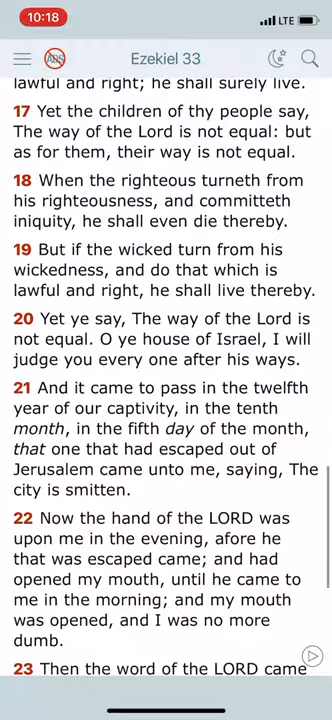 10:18
LTE
ADS
Ezekiel 33
lawful and right; he shall surely live.
17 Yet the children of thy people say,
The way of the Lord is not equal: but
as for them, their way is not equal.
18 When the righteous turneth from
his righteousness, and committeth
iniquity, he shall even die thereby.
19 But if the wicked turn from his
wickedness, and do that which is
lawful and right, he shall live thereby.
20 Yet ye say, The way of the Lord is
not equal. O ye house of Israel, I will
judge you every one after his ways.
21 And it came to pass in the twelfth
year of our captivity, in the tenth
month, in the fifth day of the month,
that one that had escaped out of
Jerusalem came unto me, saying, The
city is smitten.
22 Now the hand of the LORD was
upon me in the evening, afore he
that was escaped came; and had
opened my mouth, until he came to
me in the morning; and my mouth
was opened, and I was no more
dumb.
23 Then the word of the LORD came